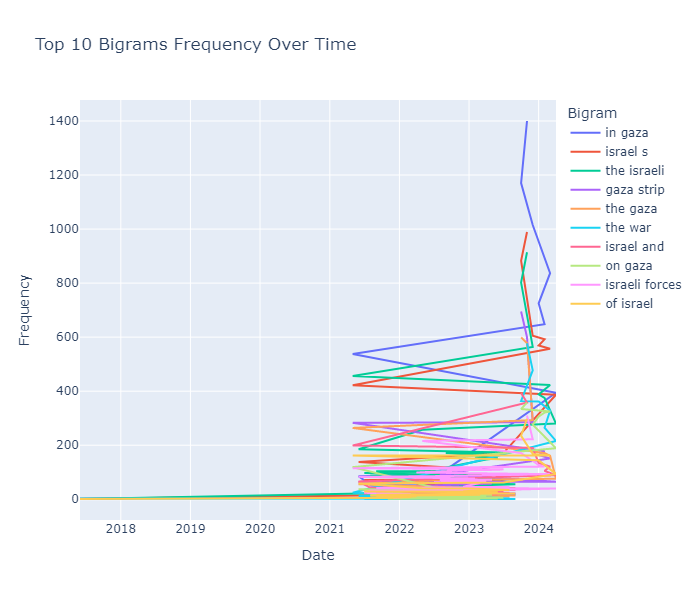 Top 10 Bigrams Frequency Over Time
Bigram
in gaza
israel s
the israeli
gaza strip
the gaza
the war
israel and
on gaza
israeli forces
of israel
Frequency
1400
1200
1000
800
600
400
200
0
2018 2019 2020 2021 2022 2023 2024
Date